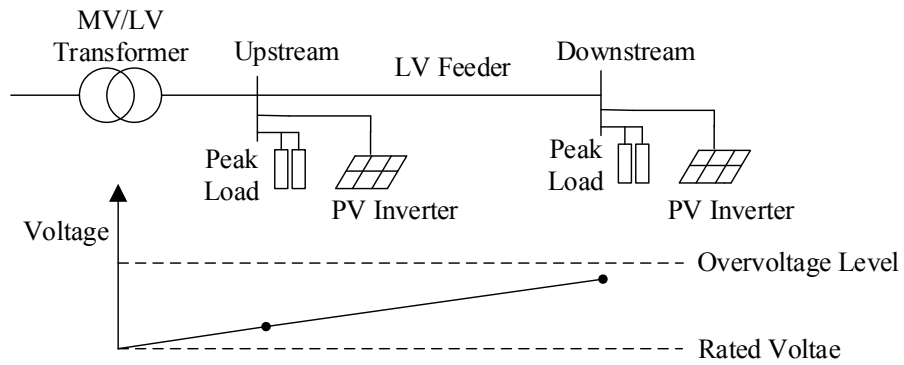 MV/LV
Transformer
Upstream
LV Feeder
Downstream
Peak
Load
PV Inverter
Peak
Load
PV Inverter
Voltage
Overvoltage Level
Rated Voltae